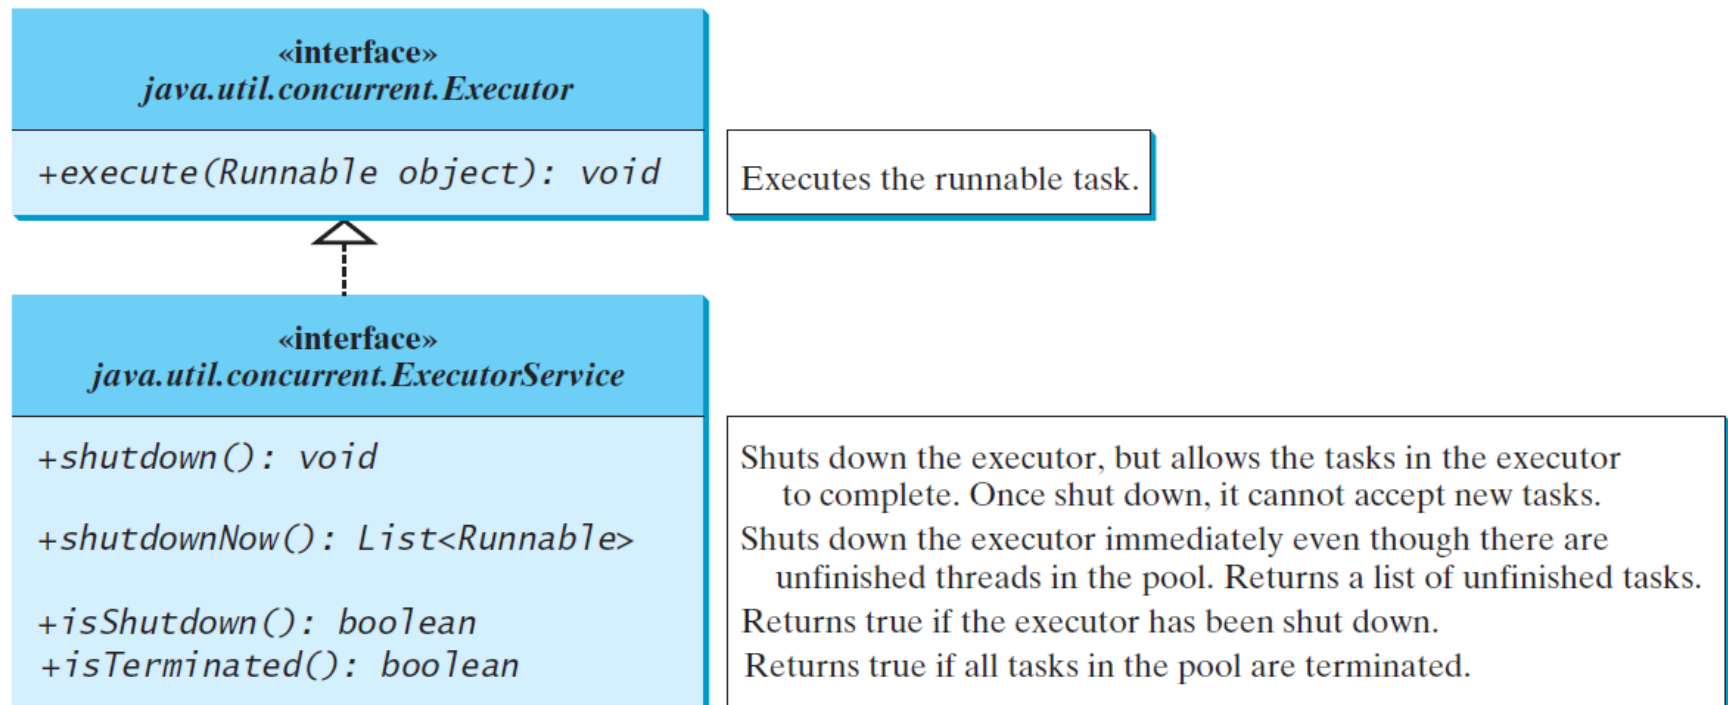 «interface»
java.util.concurrent.Executor
+execute(Runnable object): void
Executes the runnable task.
«interface»
java.util.concurrent.ExecutorService
+shutdown(): void
Shuts down the executor, but allows the tasks in the executor
to complete. Once shut down, it cannot accept new tasks.
+shutdownNow(): List<Runnable>
Shuts down the executor immediately even though there are
unfinished threads in the pool. Returns a list of unfinished tasks.
+isShutdown(): boolean
Returns true if the executor has been shut down.
+isTerminated(): boolean
Returns true if all tasks in the pool are terminated.